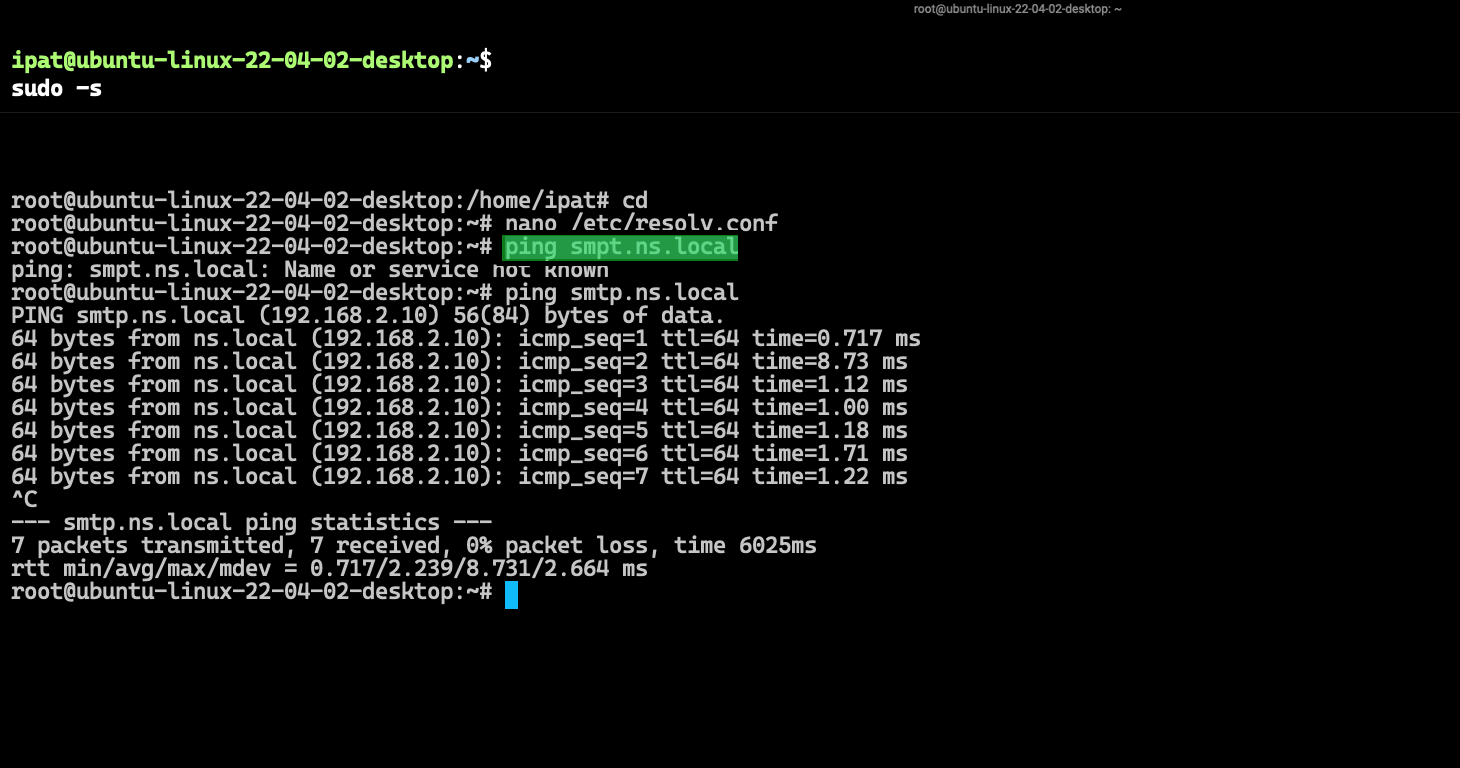 root@ubuntu-linux-22-04-02-desktop: ~
ipat@ubuntu-linux-22-04-02-desktop:~$
sudo -s
root@ubuntu-linux-22-04-02-desktop:/home/ipat# cd
root@ubuntu-linux-22-04-02-desktop:~# nano /etc/resolv.conf
root@ubuntu-linux-22-04-02-desktop:~# ping smpt.ns.local
ping: smpt.ns.local: Name or service not known
root@ubuntu-linux-22-04-02-desktop:~# ping smtp.ns.local
PING smtp.ns.local (192.168.2.10) 56(84) bytes of data.
64 bytes from ns.local (192.168.2.10): icmp_seq=1 ttl=64 time=0.717 ms
64 bytes from ns.local (192.168.2.10): icmp_seq=2 ttl=64 time=8.73 ms
64 bytes from ns.local (192.168.2.10): icmp_seq=3 ttl=64 time=1.12 ms
64 bytes from ns.local (192.168.2.10): icmp_seq=4 ttl=64 time=1.00 ms
64 bytes from ns.local (192.168.2.10): icmp_seq=5 ttl=64 time=1.18 ms
64 bytes from ns.local (192.168.2.10): icmp_seq=6 ttl=64 time=1.71 ms
64 bytes from ns.local (192.168.2.10): icmp_seq=7 ttl=64 time=1.22 ms
^C
--- smtp.ns.local ping statistics ---
7 packets transmitted, 7 received, 0% packet loss, time 6025ms
rtt min/avg/max/mdev = 0.717/2.239/8.731/2.664 ms
root@ubuntu-linux-22-04-02-desktop:~#